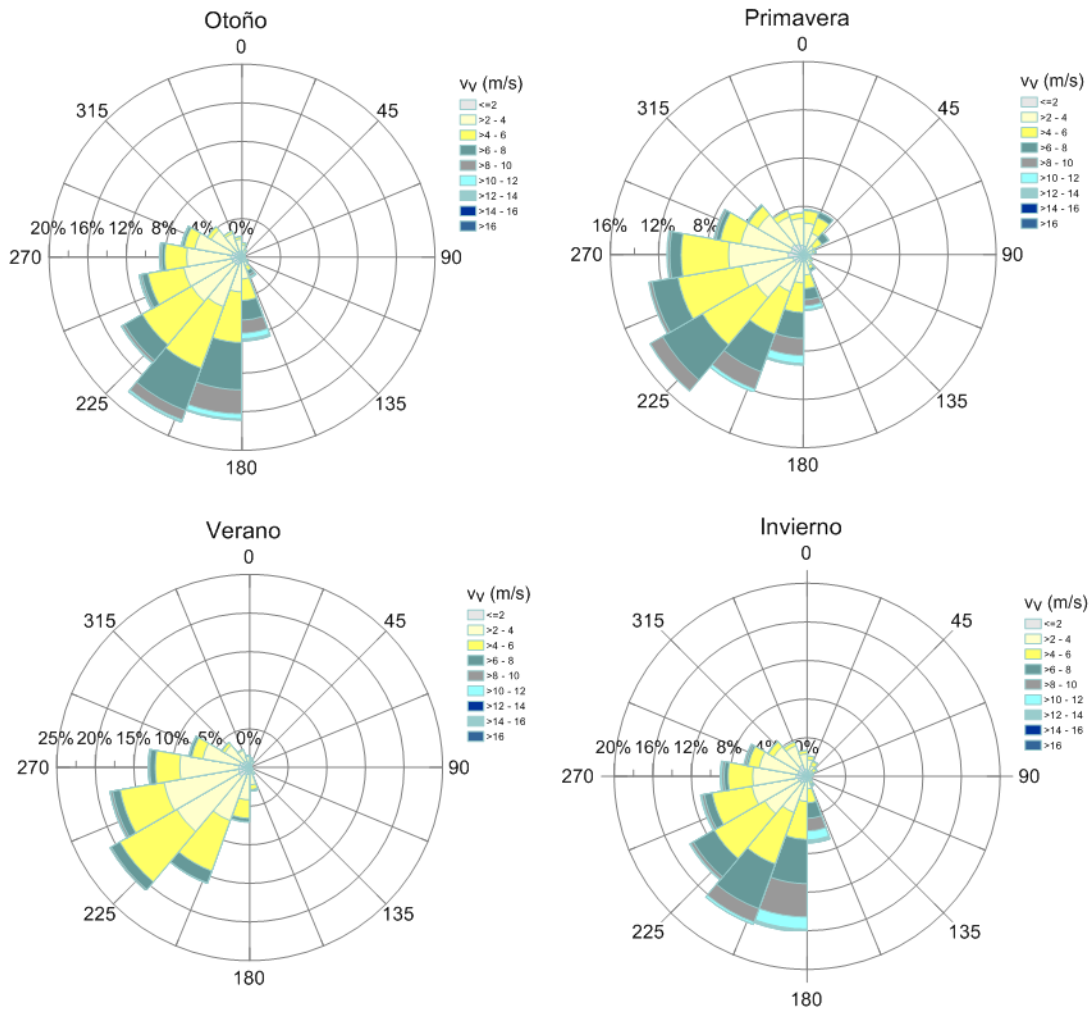 Otoño
0
45
90
135
180
225
270
315
20% 16% 12% 8% 4% 0%
vv (m/s)
<=2
>2 - 4
>4 - 6
>6 - 8
>8 - 10
>10 - 12
>12 - 14
>14 - 16
>16
Primavera
0
45
90
135
180
225
270
315
16% 12% 8%
vv (m/s)
<=2
>2 - 4
>4 - 6
>6 - 8
>8 - 10
>10 - 12
>12 - 14
>14 - 16
>16
Verano
0
45
90
135
180
225
270
315
25% 20% 15% 10% 5% 0%
vv (m/s)
<=2
>2 - 4
>4 - 6
>6 - 8
>8 - 10
>10 - 12
>12 - 14
>14 - 16
>16
Invierno
0
45
90
135
180
225
270
315
20% 16% 12% 8% 4% 0%
vv (m/s)
<=2
>2 - 4
>4 - 6
>6 - 8
>8 - 10
>10 - 12
>12 - 14
>14 - 16
>16